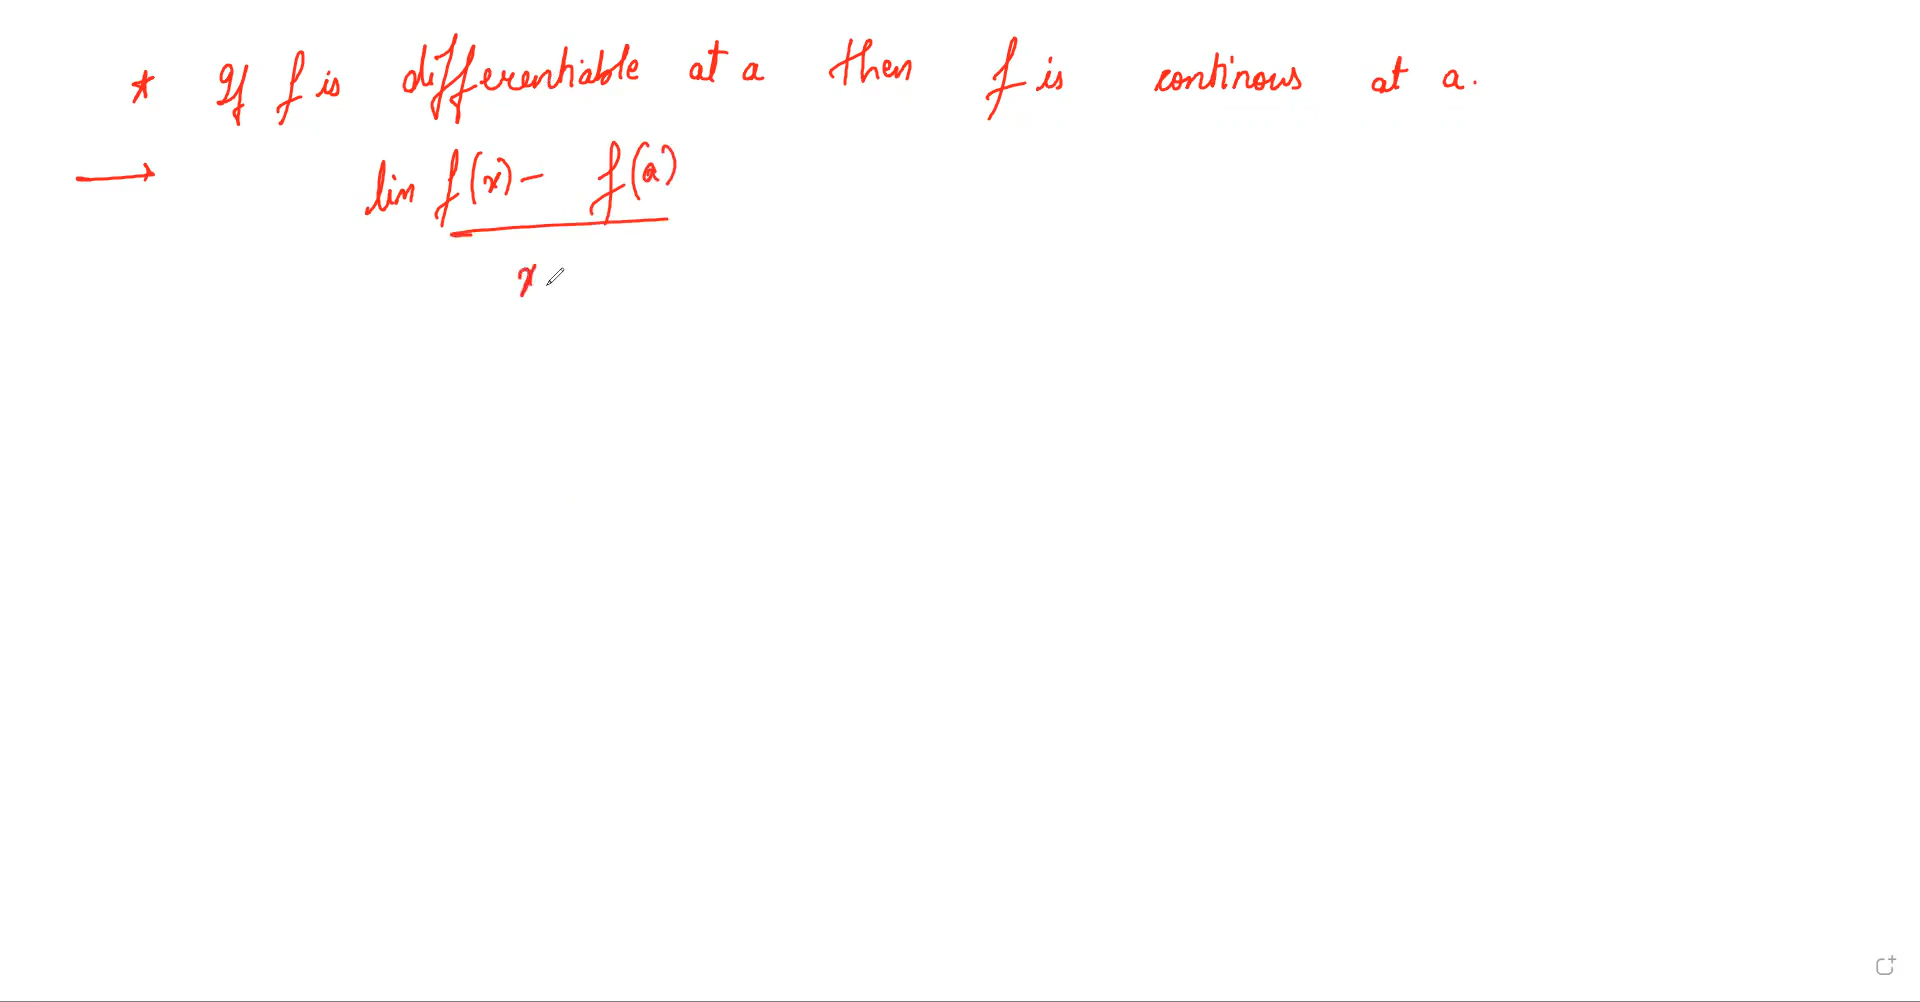 * If f is differentiable at a then f is continous at a.
→ lim f(x) - f(a)
x